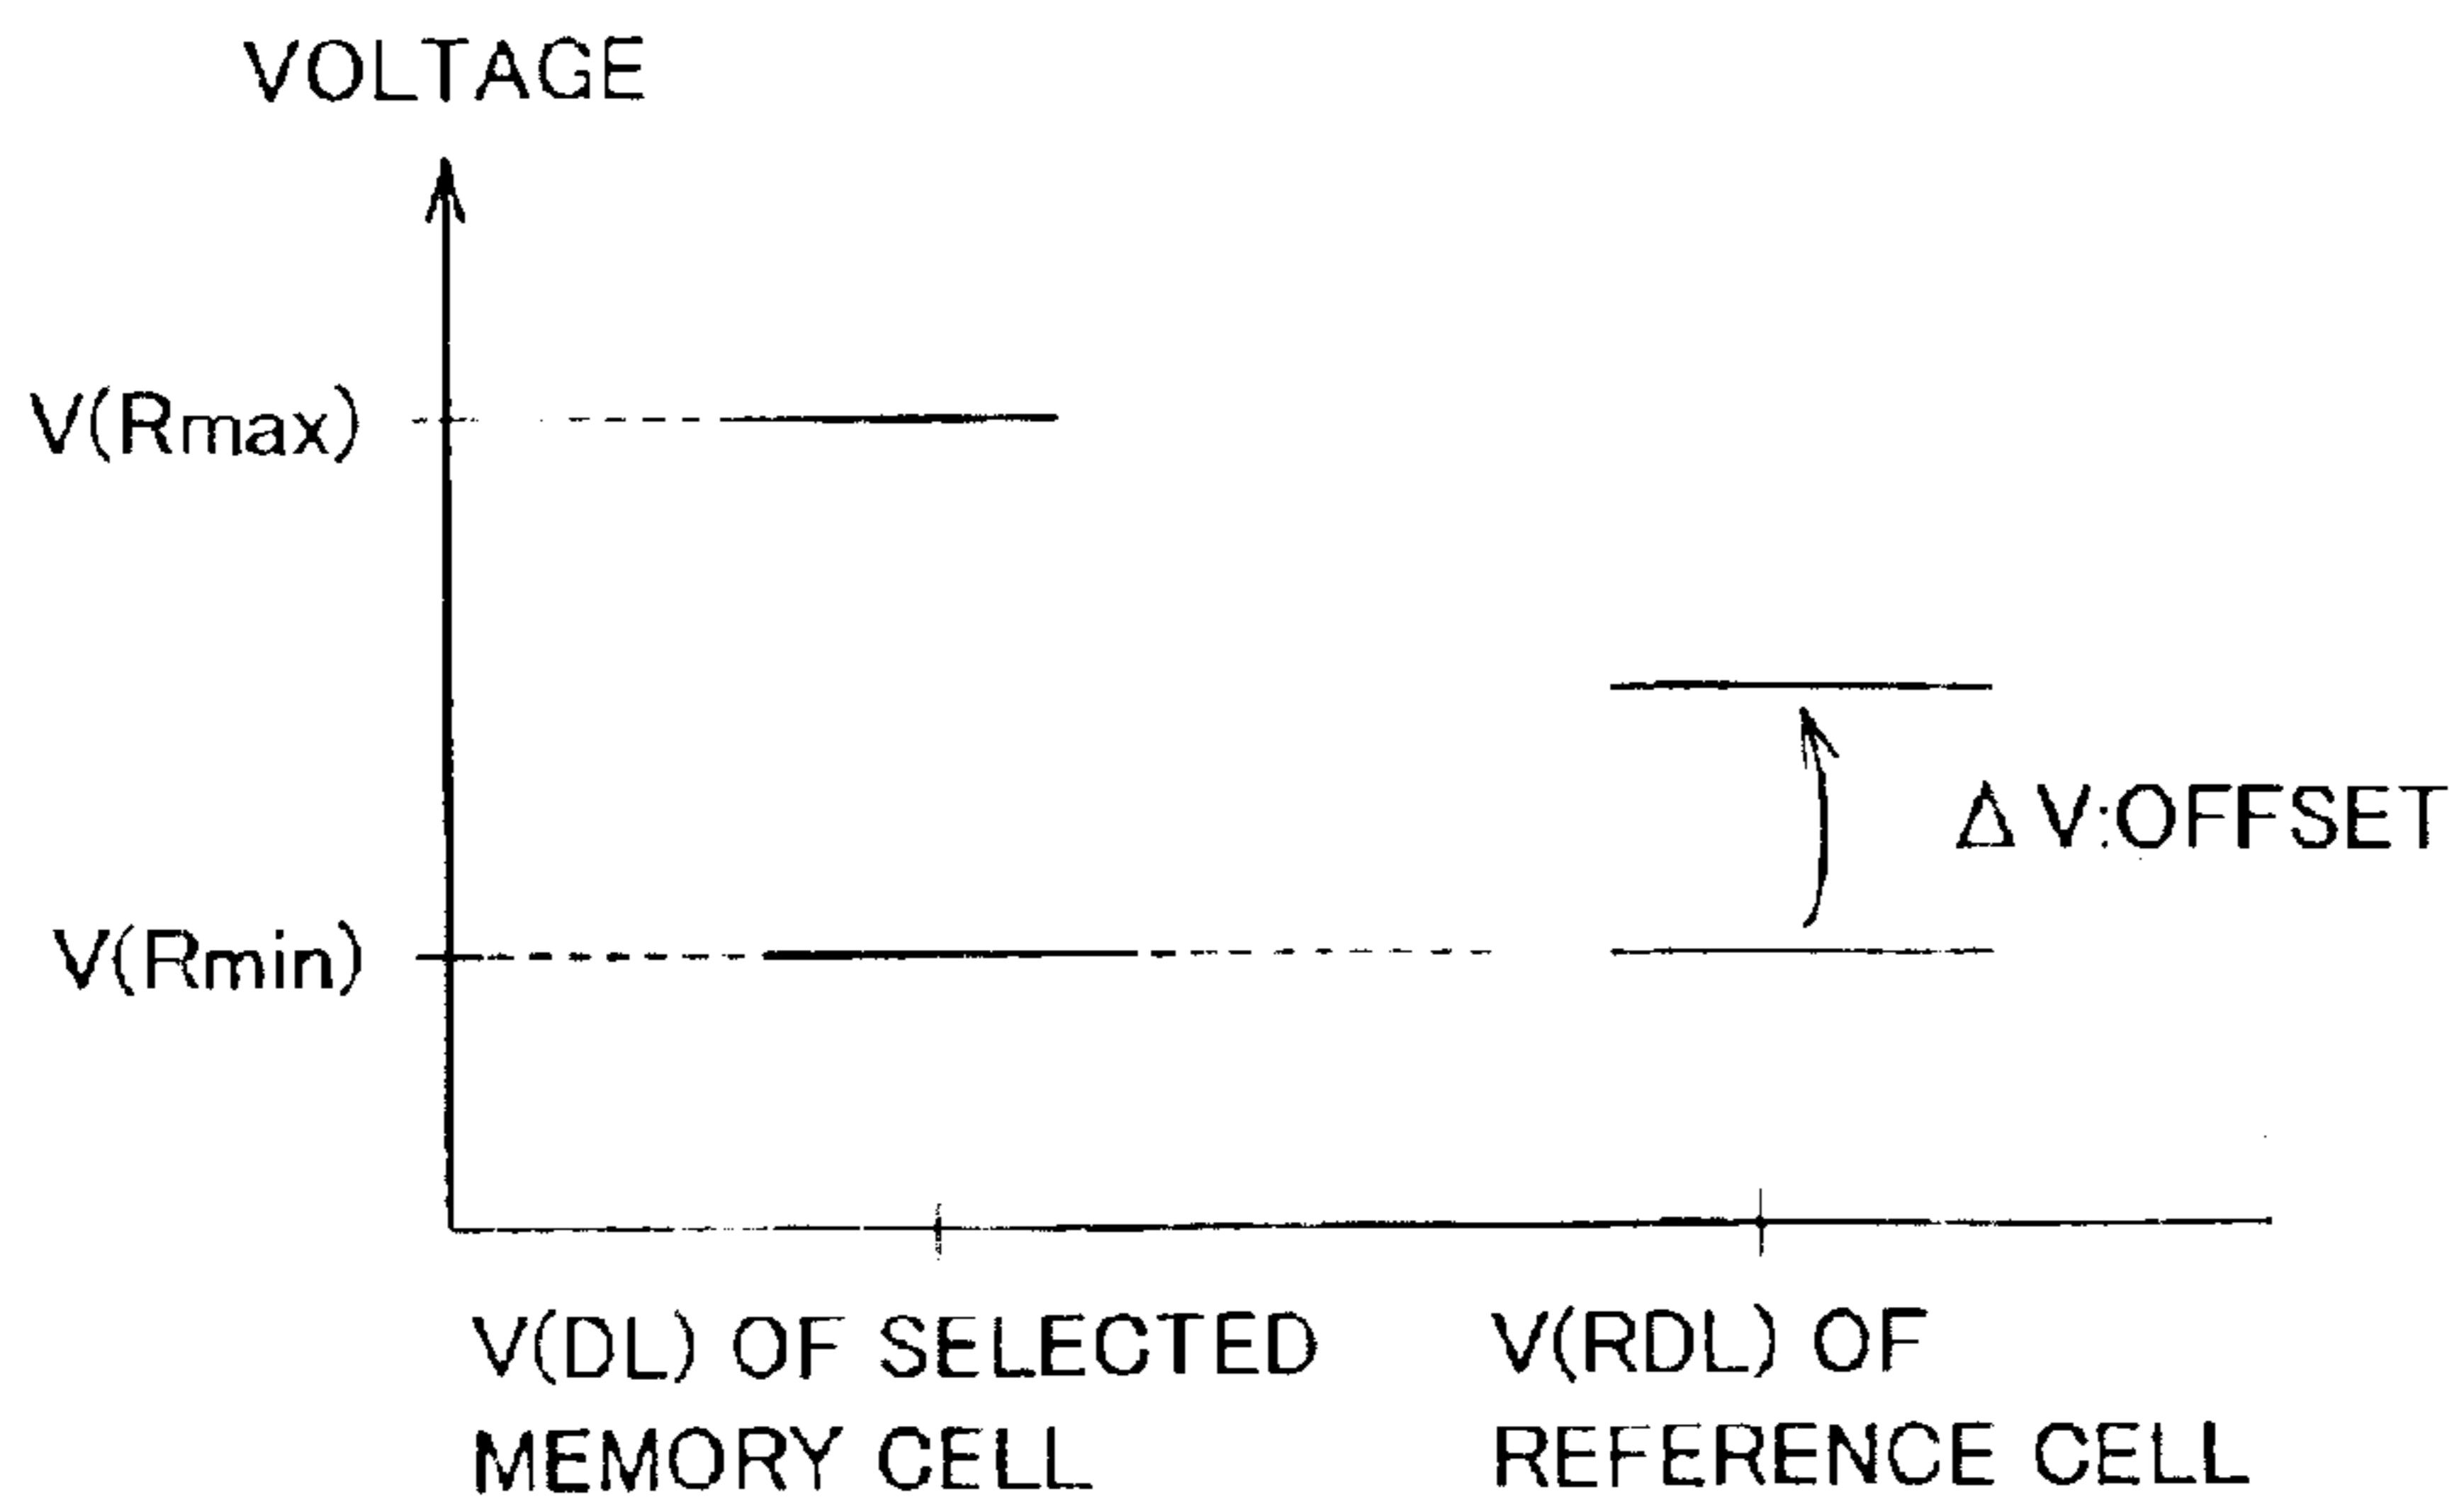 VOLTAGE
V(Rmax)
ΔV:OFFSET
V(Rmin)
V(DL) OF SELECTED
MEMORY CELL
V(RDL) OF
REFERENCE CELL